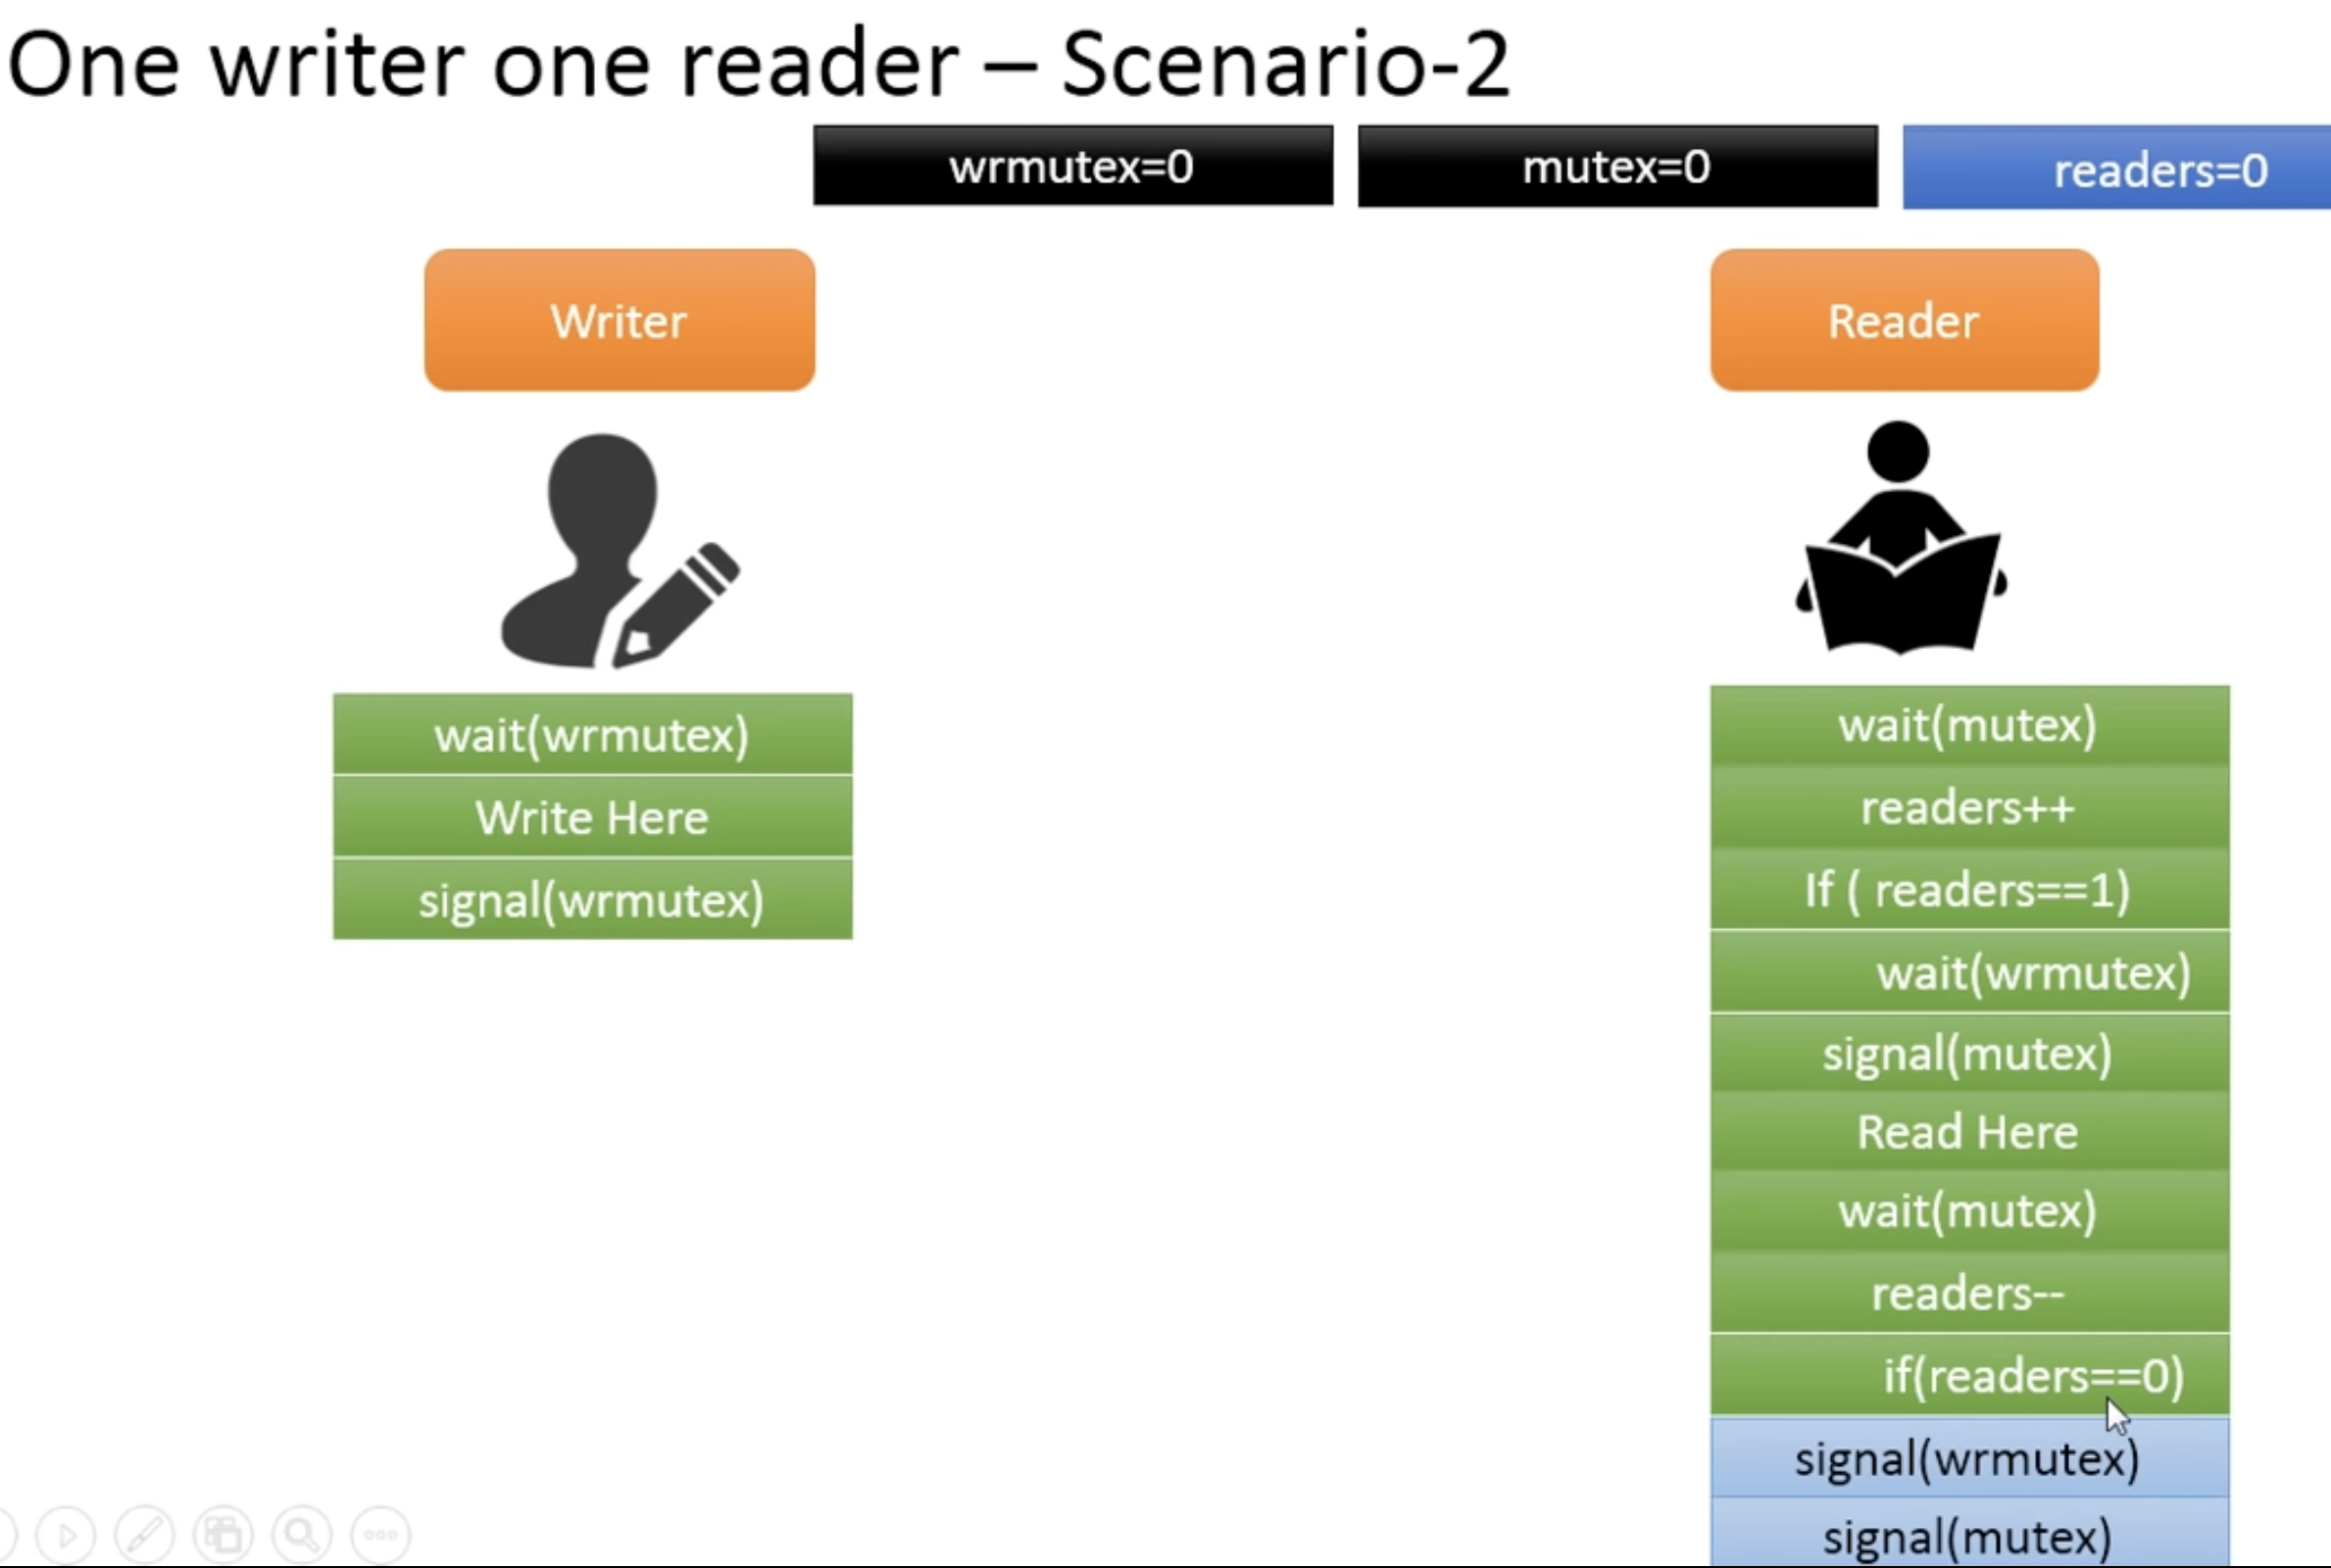 One writer one reader – Scenario-2
wrmutex=0
mutex=0
readers=0
Writer
Reader
wait(wrmutex)
Write Here
signal(wrmutex)
wait(mutex)
readers++
If ( readers==1)
wait(wrmutex)
signal(mutex)
Read Here
wait(mutex)
readers--
if(readers==0)
signal(wrmutex)
signal(mutex)